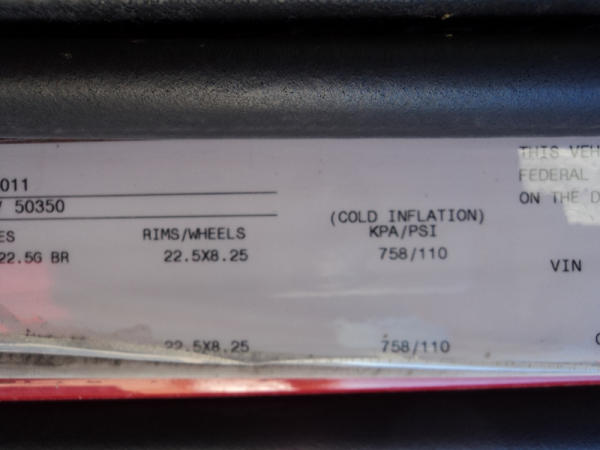 011
50350
(COLD INFLATION)
ES RIMS/WHEELS KPA/PSI
22.5G BR 22.5X8.25 758/110
22.5X8.25 758/110
THIS VEH
FEDERAL
ON THE D
VIN